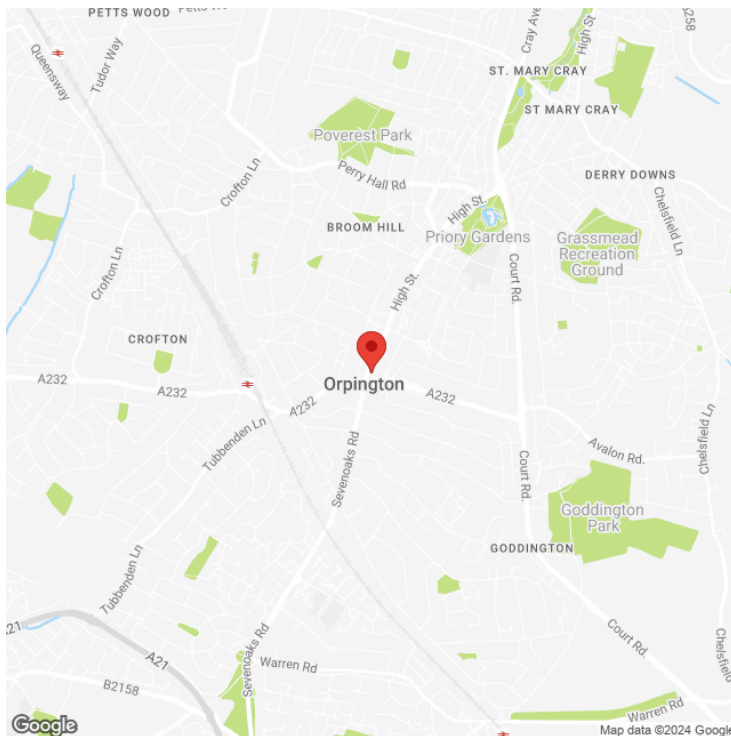 PETTS WOOD
Petts Wo
Queensway
Tudor Way
Cray Ave
High St
B258
ST. MARY CRAY
ST MARY CRAY
Poverest Park
Crofton Ln
Perry Hall Rd
DERRY DOWNS
Chelsfield Ln
High St.
BROOM HILL
Priory Gardens
Grassmead
Recreation
Ground
Court Rd.
Crofton Ln
High St.
CROFTON
A232
A232
Orpington
A232
A232
Tubbenden Ln
Sevenoaks Rd
Avalon Rd.
Chelsfield Ln
Court Rd.
Goddington
Park
GODDINGTON
Tubbenden Ln
A21
A21
Sevenoaks Rd
Warren Rd
Court Rd.
Chelsfield
B2158
Warren Rd
Google
Map data ©2024 Google